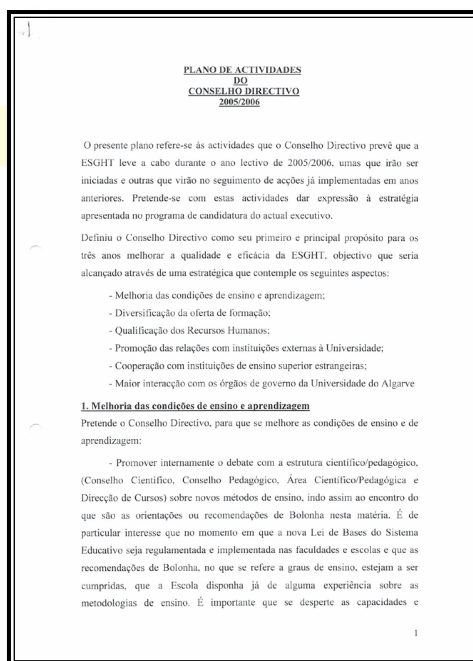 PLANO DE ACTIVIDADES
DO
CONSELHO DIRECTIVO
2005/2006
O presente plano refere-se às actividades que o Conselho Directivo prevê que a
ESGHT leve a cabo durante o ano lectivo de 2005/2006, umas que irão ser
iniciadas e outras que virão no seguimento de acções já implementadas em anos
anteriores. Pretende-se com estas actividades dar expressão à estratégia
apresentada no programa de candidatura do actual executivo.
Definiu o Conselho Directivo como seu primeiro e principal propósito para os
três anos melhorar a qualidade e eficácia da ESGHT, objectivo que seria
alcançado através de uma estratégica que contemple os seguintes aspectos:
- Melhoria das condições de ensino e aprendizagem;
- Diversificação da oferta de formação;
- Qualificação dos Recursos Humanos;
- Promoção das relações com instituições externas à Universidade;
- Cooperação com instituições de ensino superior estrangeiras;
- Maior interacção com os órgãos de governo da Universidade do Algarve
1. Melhoria das condições de ensino e aprendizagem
Pretende o Conselho Directivo, para que se melhore as condições de ensino e de
aprendizagem:
- Promover internamente o debate com a estrutura científico/pedagógico,
(Conselho Científico, Conselho Pedagógico, Área Científico/Pedagógica e
Direcção de Cursos) sobre novos métodos de ensino, indo assim ao encontro do
que são as orientações ou recomendações de Bolonha nesta matéria. É de
particular interesse que no momento em que a nova Lei de Bases do Sistema
Educativo seja regulamentada e implementada nas faculdades e escolas e que as
recomendações de Bolonha, no que se refere a graus de ensino, estejam a ser
cumpridas, que a Escola disponha já de alguma experiência sobre as
metodologias de ensino. É importante que se desperte as capacidades e
1